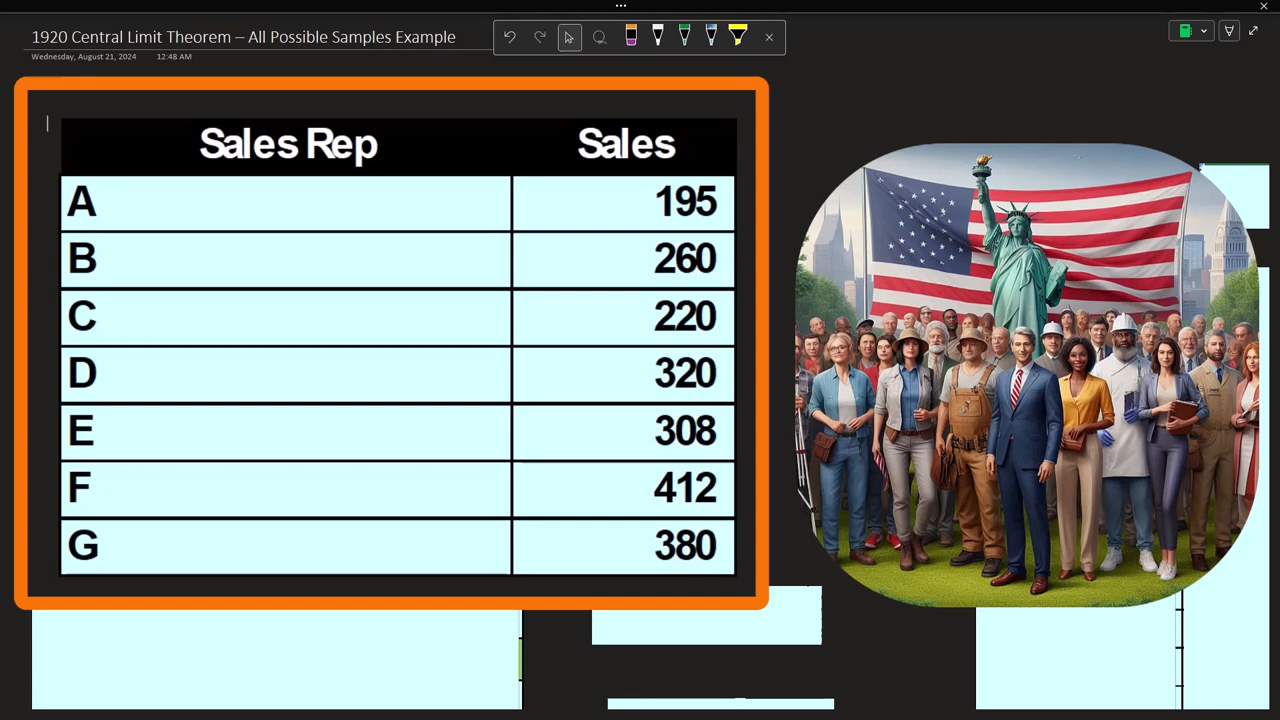 1920 Central Limit Theorem – All Possible Samples Example
Wednesday, August 21, 2024 12:48 AM
Sales Rep Sales
A 195
B 260
C 220
D 320
E 308
F 412
G 380